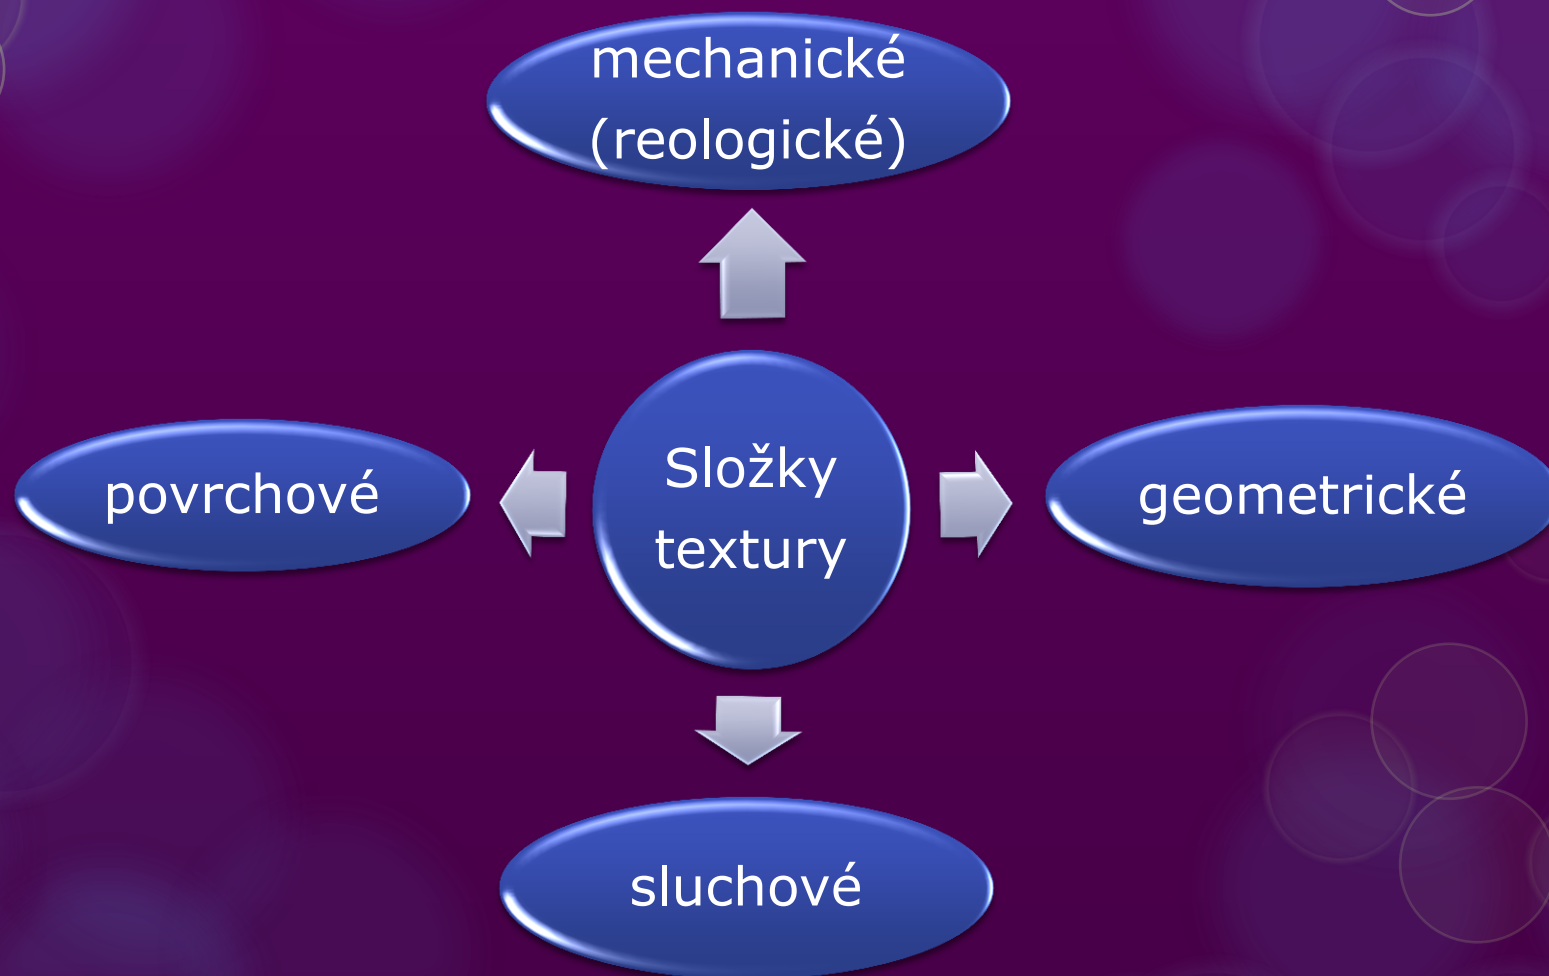 mechanické
(reologické)
povrchové
Složky
textury
geometrické
sluchové